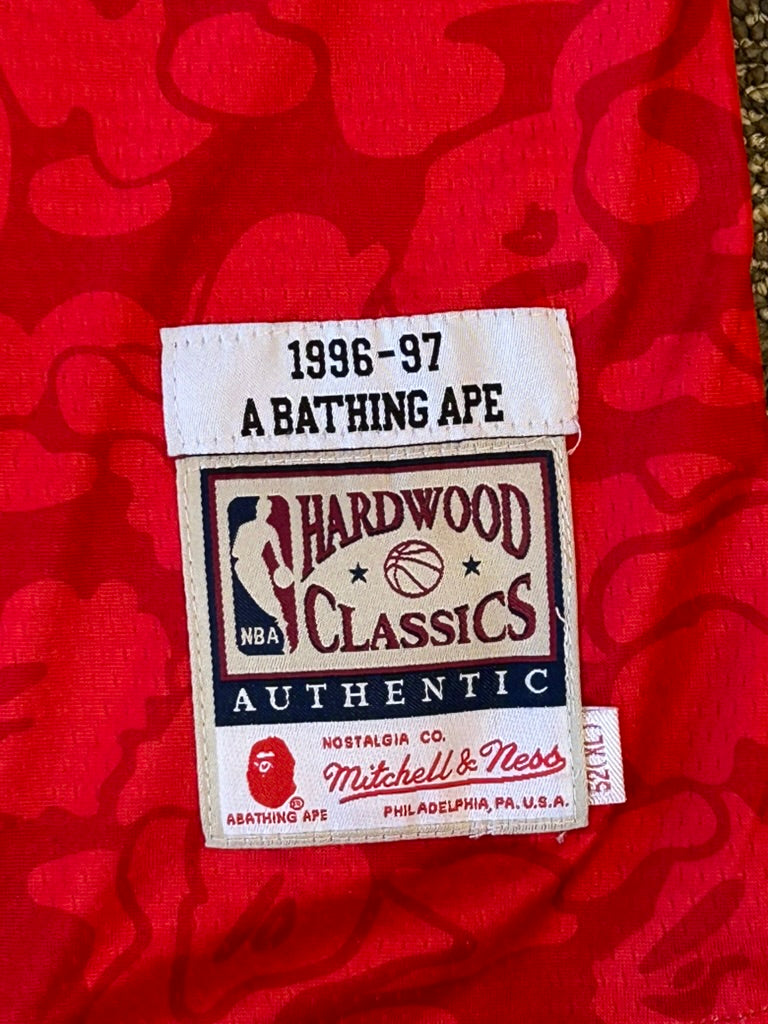 1996-97
A BATHING APE
HARDWOOD
CLASSICS
NBA
AUTHENTIC
NOSTALGIA CO.
Mitchell & Ness
PHILADELPHIA, PA. U.S.A.
ABATHING APE
52(XL)